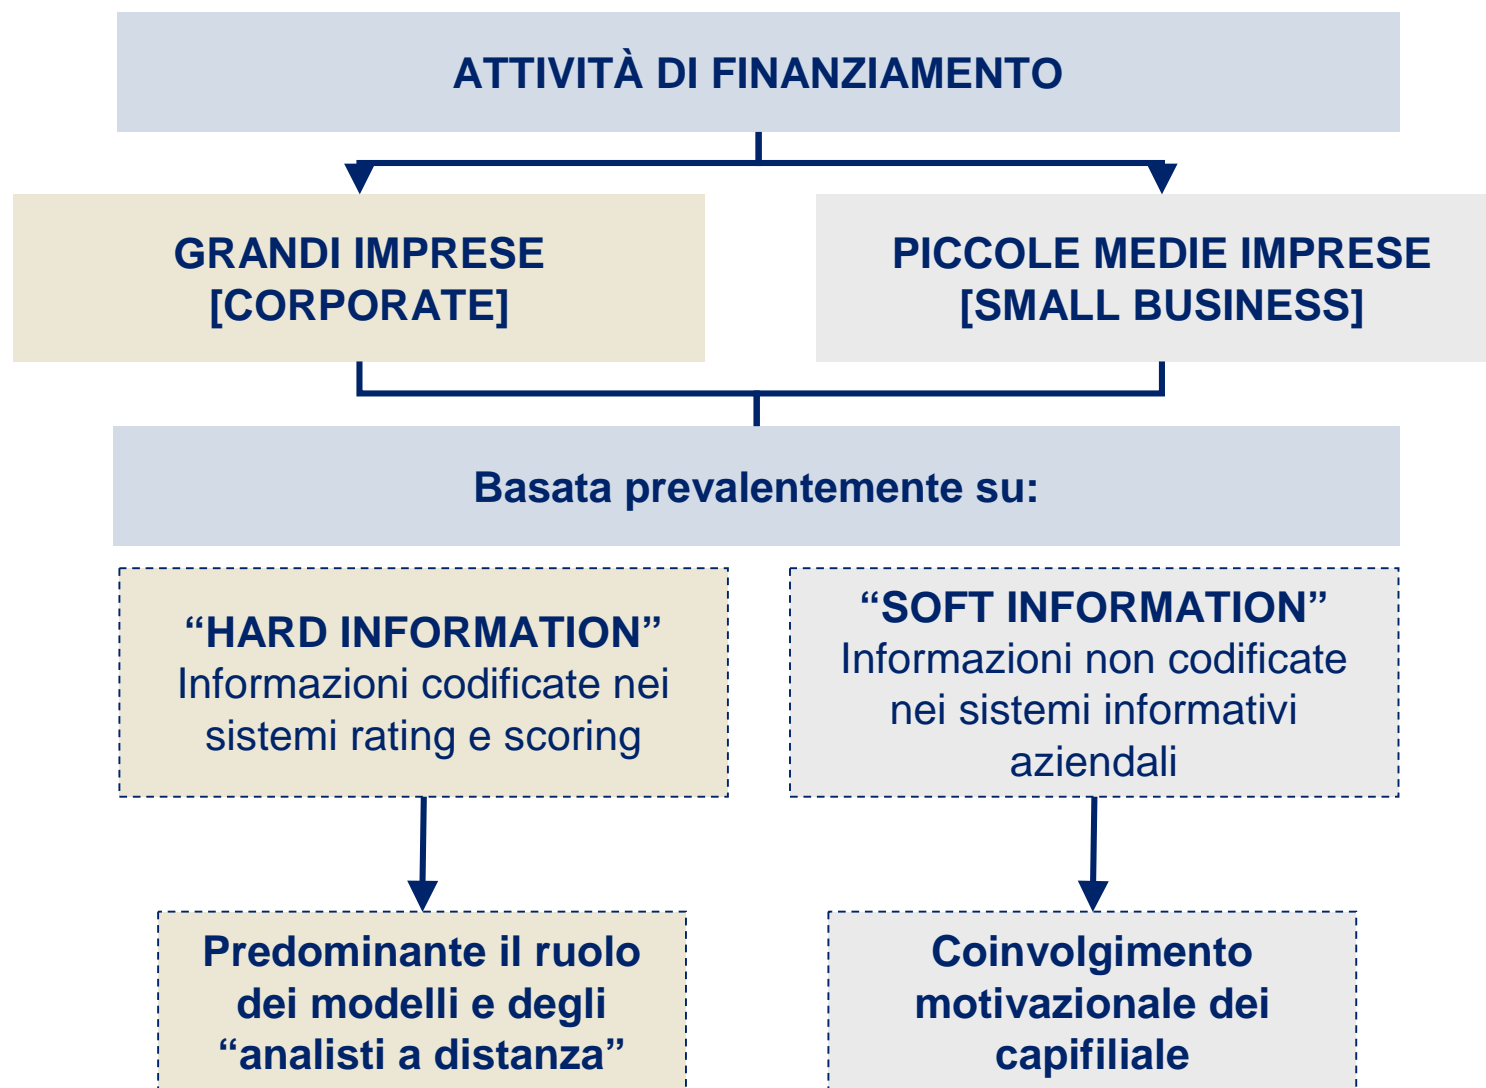 ATTIVITÀ DI FINANZIAMENTO
GRANDI IMPRESE
[CORPORATE]
PICCOLE MEDIE IMPRESE
[SMALL BUSINESS]
Basata prevalentemente su:
“HARD INFORMATION”
Informazioni codificate nei
sistemi rating e scoring
“SOFT INFORMATION”
Informazioni non codificate
nei sistemi informativi
aziendali
Predominante il ruolo
dei modelli e degli
“analisti a distanza”
Coinvolgimento
motivazionale dei
capifiliale